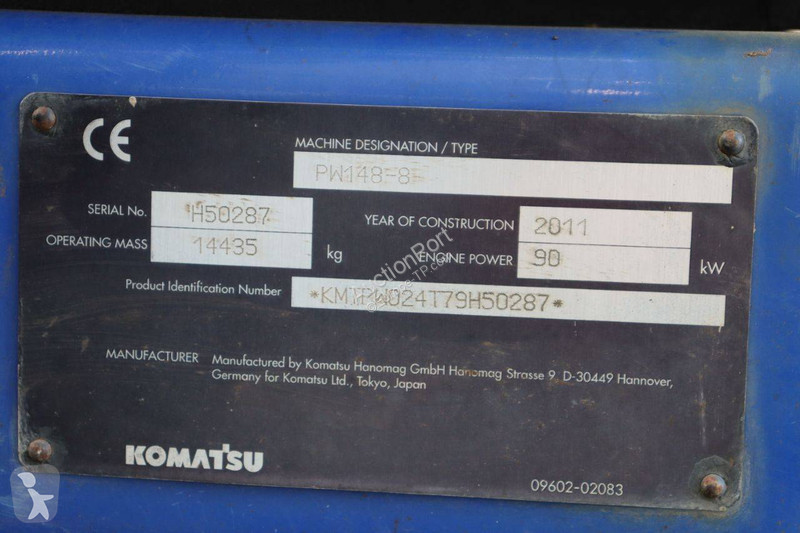 CE
MACHINE DESIGNATION / TYPE
PW148-8
SERIAL No. H50287
YEAR OF CONSTRUCTION 2011
OPERATING MASS 14435 kg
ENGINE POWER 90 kW
Product Identification Number *KMTPW024T79H50287*
MANUFACTURER Manufactured by Komatsu Hanomag GmbH Hanomag Strasse 9 D-30449 Hannover,
Germany for Komatsu Ltd., Tokyo, Japan
KOMATSU
09602-02083